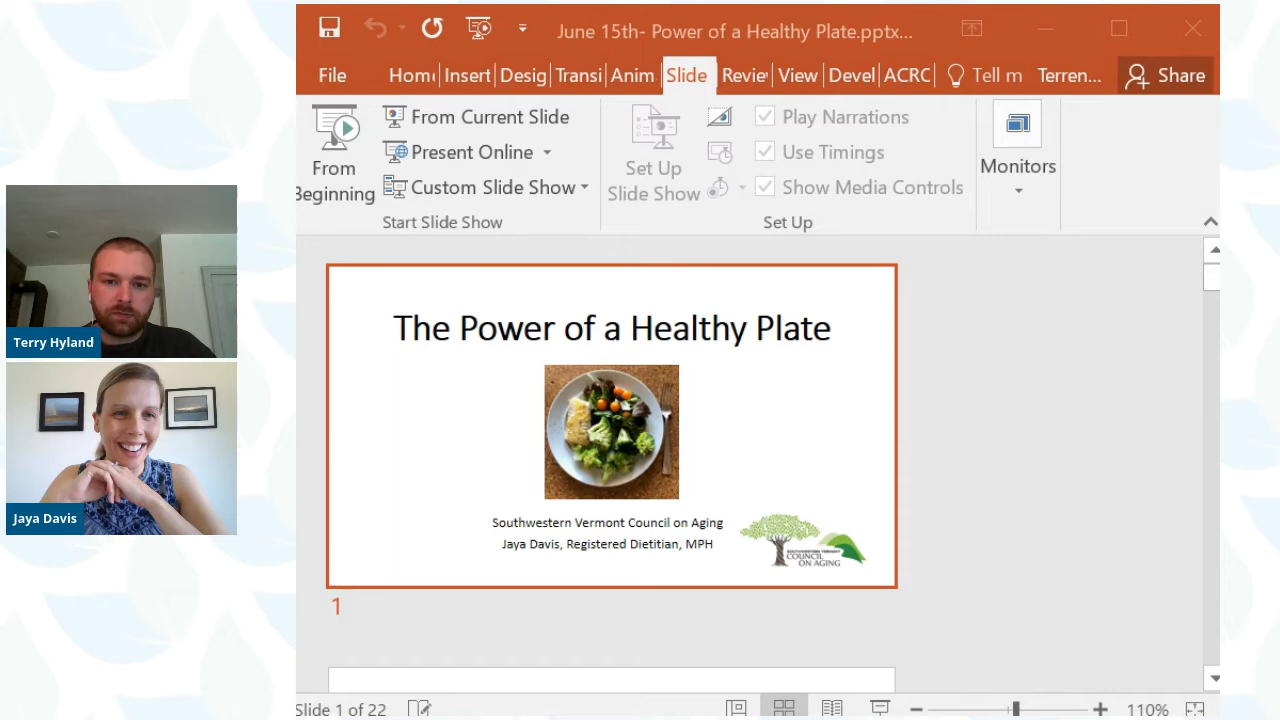 June 15th- Power of a Healthy Plate.pptx...
File
Hom
Insert
Desig
Transi
Anim
Slide
Revie
View
Devel
ACRC
Tell m
Terren...
Share
From Current Slide
Present Online
Custom Slide Show
From
Beginning
Start Slide Show
Set Up
Slide Show
Play Narrations
Use Timings
Show Media Controls
Set Up
Monitors
Terry Hyland
Jaya Davis
The Power of a Healthy Plate
Southwestern Vermont Council on Aging
Jaya Davis, Registered Dietitian, MPH
SOUTHWESTERN VERMONT
COUNCIL
ON AGING
1
Slide 1 of 22
110%